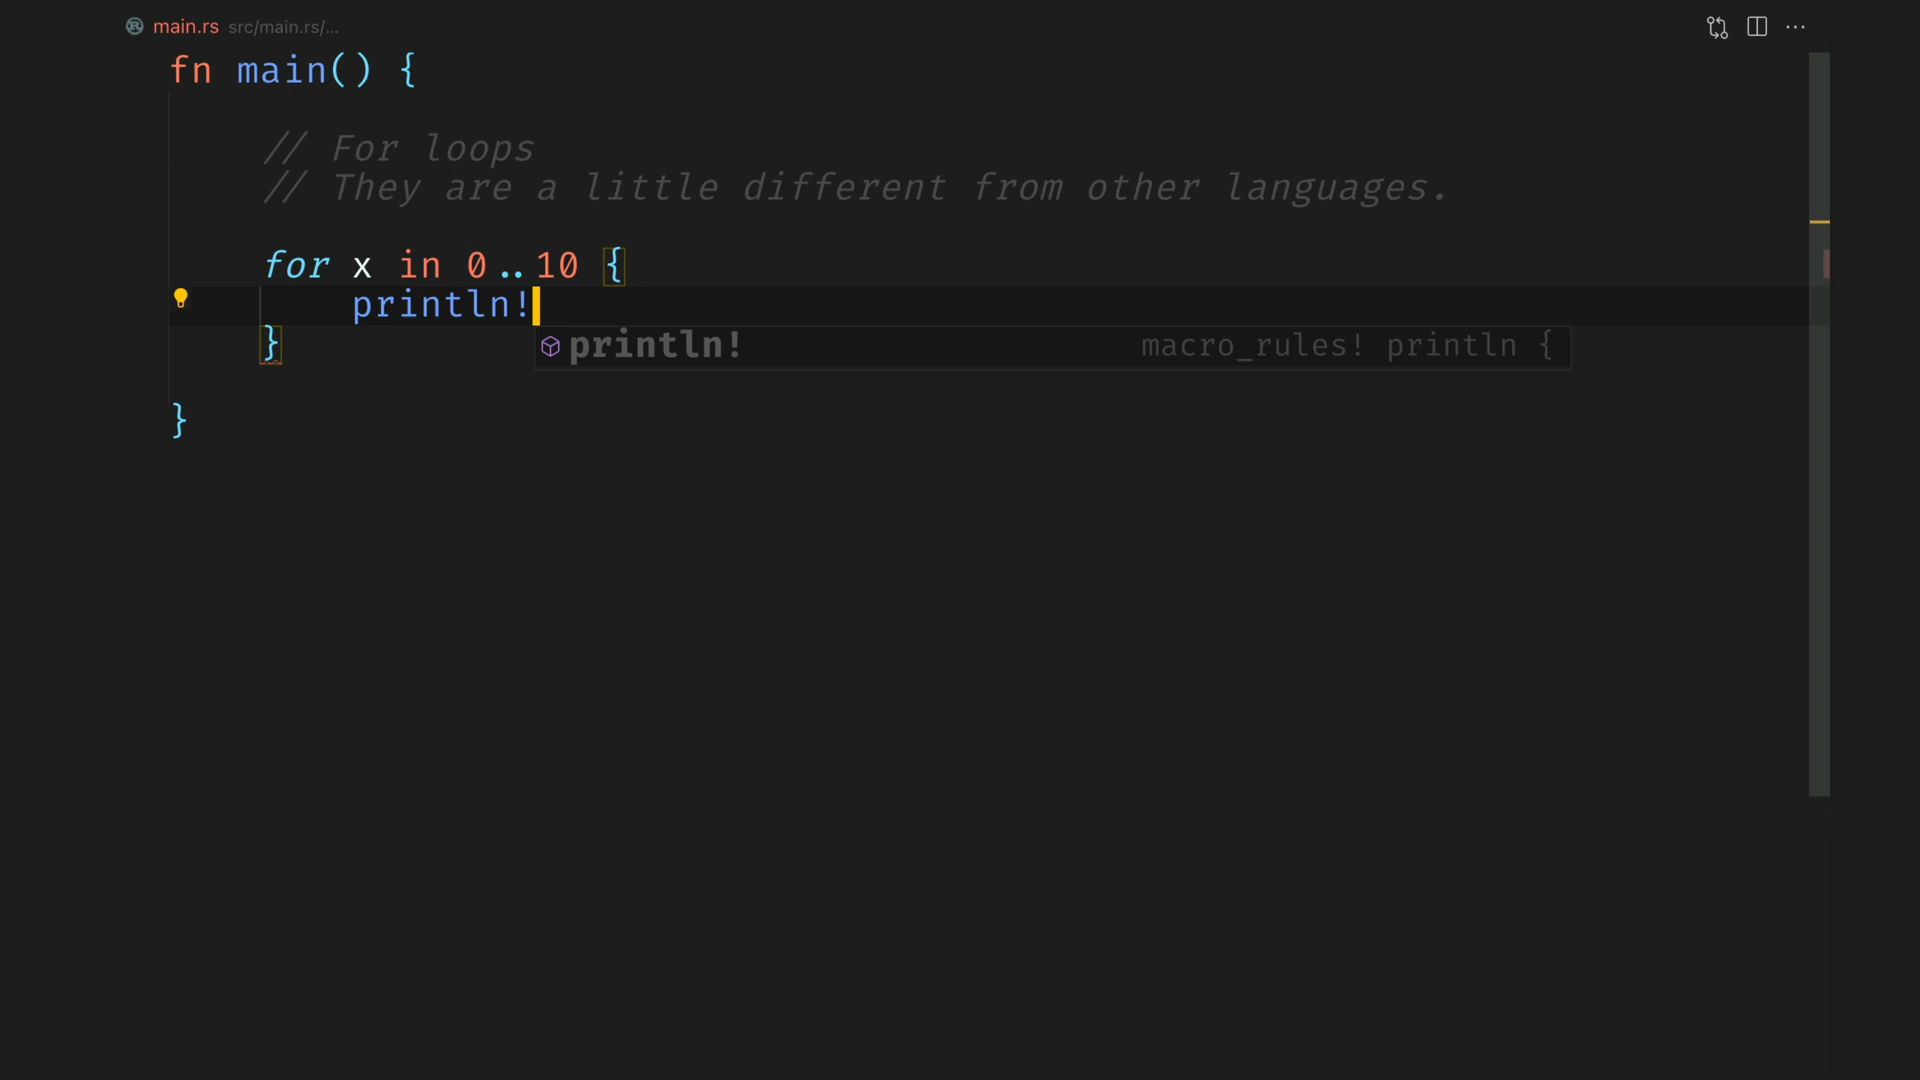 main.rs src/main.rs/...
fn main() {
// For loops
// They are a little different from other languages.
for x in 0..10 {
println!
}
println! macro_rules! println {
}